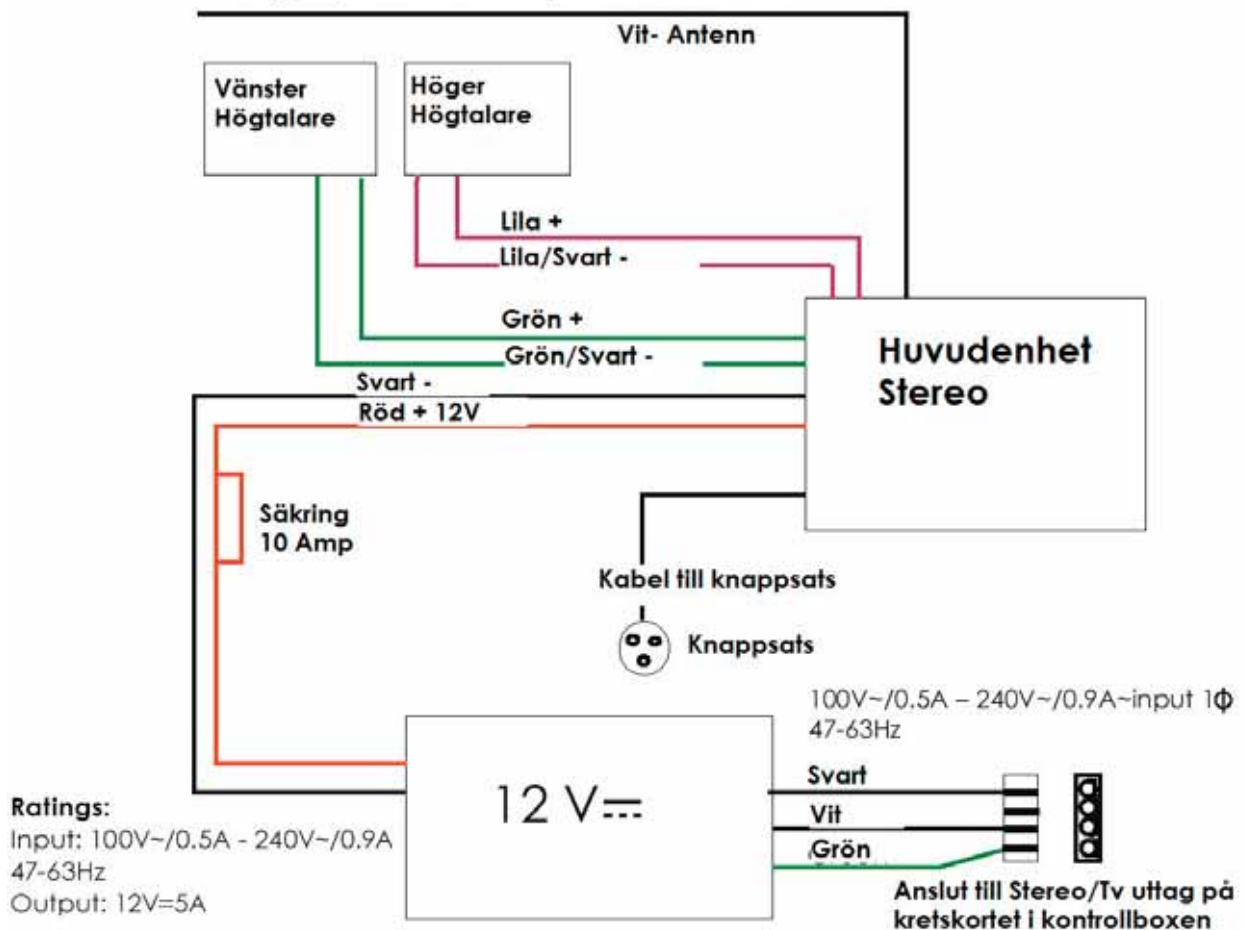 Vit- Antenn
Vänster
Högtalare
Höger
Högtalare
Lila +
Lila/Svart -
Grön +
Grön/Svart -
Huvudenhet
Stereo
Svart -
Röd + 12V
Säkring
10 Amp
Kabel till knappsats
Knappsats
100V~/0.5A – 240V~/0.9A~input 1ϕ
47-63Hz
12 V⎓
Svart
Vit
Grön
Ratings:
Input: 100V~/0.5A - 240V~/0.9A
47-63Hz
Output: 12V=5A
Anslut till Stereo/Tv uttag på
kretskortet i kontrollboxen